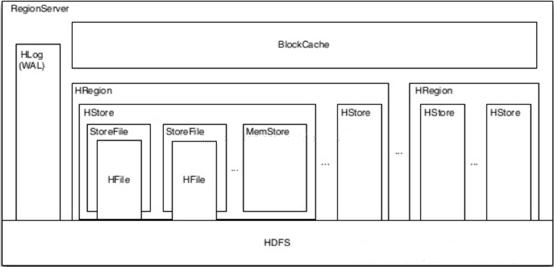 RegionServer
BlockCache
HLog
(WAL)
HRegion
HRegion
HStore
HStore
HStore
HStore
StoreFile
StoreFile
MemStore
HFile
HFile
...
...
...
...
HDFS